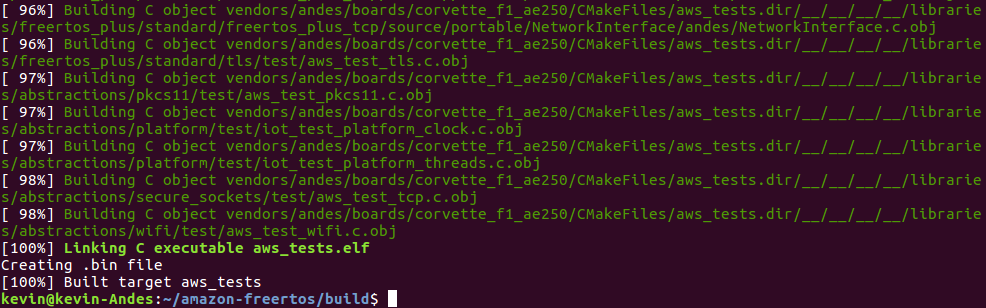 [ 96%] Building C object vendors/andes/boards/corvette_f1_ae250/CMakeFiles/aws_tests.dir/__/__/__/__/librarie
s/freertos_plus/standard/freertos_plus_tcp/source/portable/NetworkInterface/andes/NetworkInterface.c.obj
[ 96%] Building C object vendors/andes/boards/corvette_f1_ae250/CMakeFiles/aws_tests.dir/__/__/__/__/librarie
s/freertos_plus/standard/tls/test/aws_test_tls.c.obj
[ 97%] Building C object vendors/andes/boards/corvette_f1_ae250/CMakeFiles/aws_tests.dir/__/__/__/__/librarie
s/abstractions/pkcs11/test/aws_test_pkcs11.c.obj
[ 97%] Building C object vendors/andes/boards/corvette_f1_ae250/CMakeFiles/aws_tests.dir/__/__/__/__/librarie
s/abstractions/platform/test/iot_test_platform_clock.c.obj
[ 97%] Building C object vendors/andes/boards/corvette_f1_ae250/CMakeFiles/aws_tests.dir/__/__/__/__/librarie
s/abstractions/platform/test/iot_test_platform_threads.c.obj
[ 98%] Building C object vendors/andes/boards/corvette_f1_ae250/CMakeFiles/aws_tests.dir/__/__/__/__/librarie
s/abstractions/secure_sockets/test/aws_test_tcp.c.obj
[ 98%] Building C object vendors/andes/boards/corvette_f1_ae250/CMakeFiles/aws_tests.dir/__/__/__/__/librarie
s/abstractions/wifi/test/aws_test_wifi.c.obj
[100%] Linking C executable aws_tests.elf
Creating .bin file
[100%] Built target aws_tests
kevin@kevin-Andes:~/amazon-freertos/build$